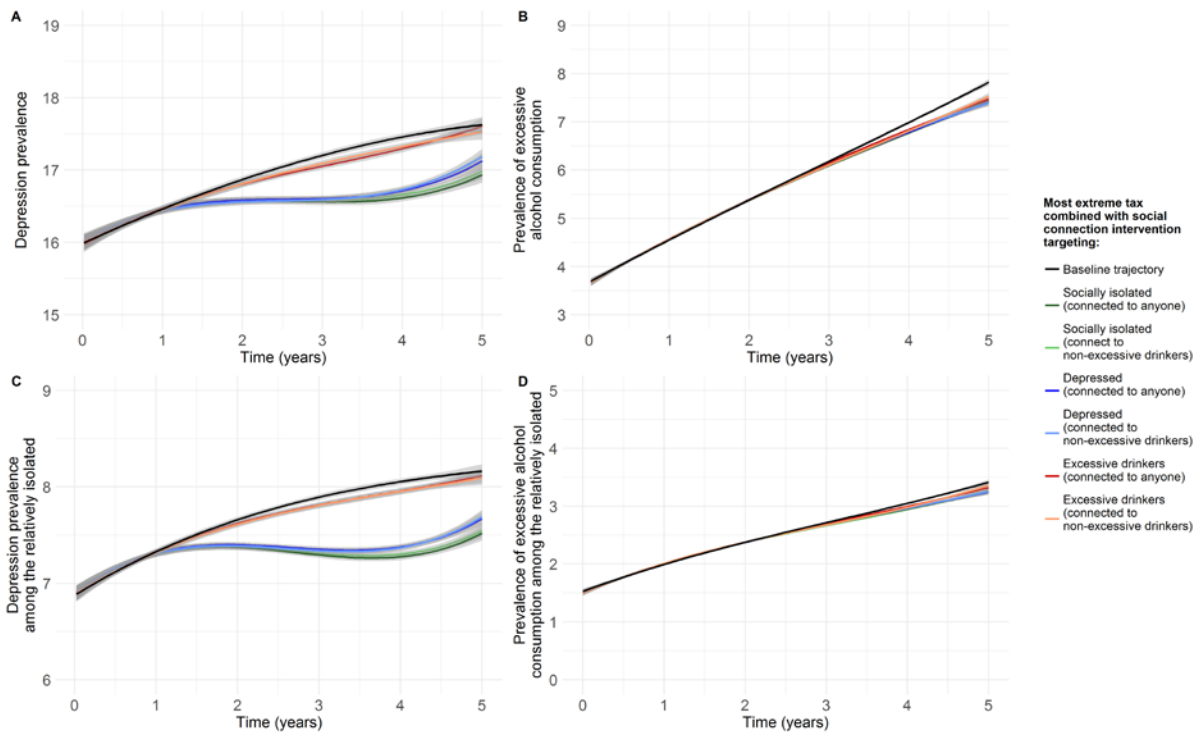 A
19
18
17
16
15
Depression prevalence
0 1 2 3 4 5
Time (years)
B
9
8
7
6
5
4
3
Prevalence of excessive
alcohol consumption
0 1 2 3 4 5
Time (years)
C
9
8
7
6
Depression prevalence
among the relatively isolated
0 1 2 3 4 5
Time (years)
D
5
4
3
2
1
0
Prevalence of excessive alcohol
consumption among the relatively isolated
0 1 2 3 4 5
Time (years)
Most extreme tax
combined with social
connection intervention
targeting:
Baseline trajectory
Socially isolated
(connected to anyone)
Socially isolated
(connect to
non-excessive drinkers)
Depressed
(connected to anyone)
Depressed
(connected to
non-excessive drinkers)
Excessive drinkers
(connected to anyone)
Excessive drinkers
(connected to
non-excessive drinkers)